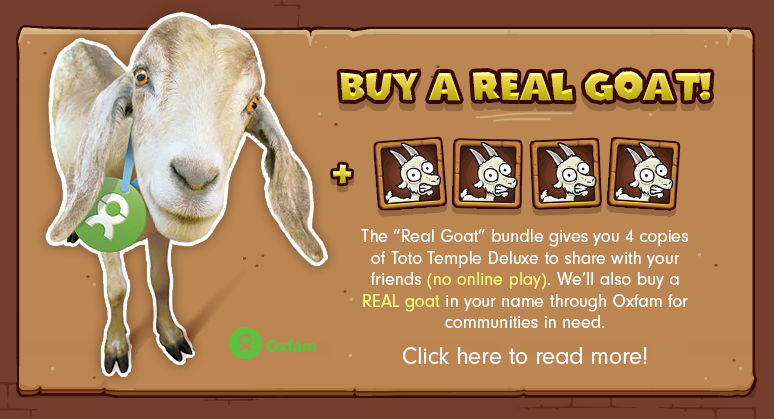 BUY A REAL GOAT!
+
The “Real Goat” bundle gives you 4 copies
of Toto Temple Deluxe to share with your
friends (no online play). We’ll also buy a
REAL goat in your name through Oxfam for
communities in need.
Oxfam
Click here to read more!